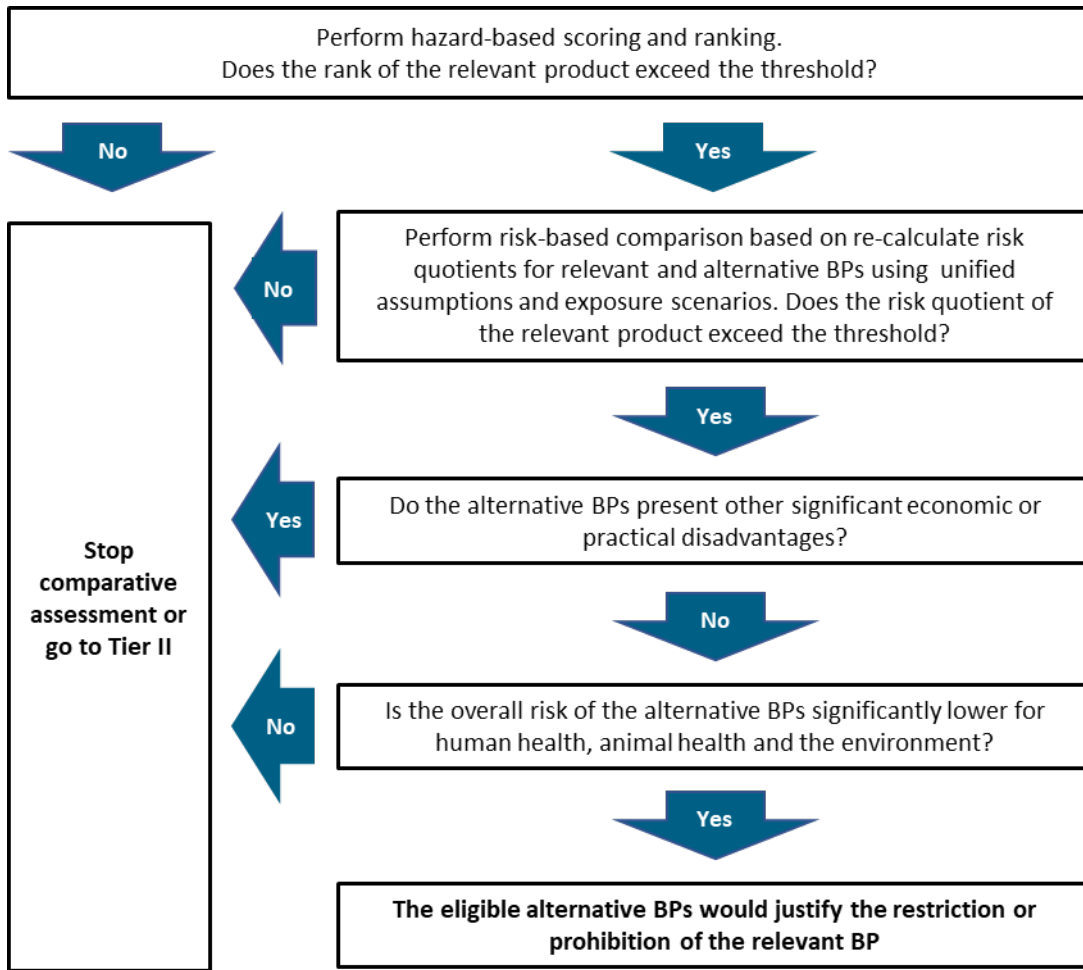 Perform hazard-based scoring and ranking.
Does the rank of the relevant product exceed the threshold?
No
Yes
Perform risk-based comparison based on re-calculate risk
quotients for relevant and alternative BPs using unified
assumptions and exposure scenarios. Does the risk quotient of
the relevant product exceed the threshold?
No
Yes
Do the alternative BPs present other significant economic or
practical disadvantages?
Yes
Stop
comparative
assessment or
go to Tier II
No
Is the overall risk of the alternative BPs significantly lower for
human health, animal health and the environment?
No
Yes
The eligible alternative BPs would justify the restriction or
prohibition of the relevant BP